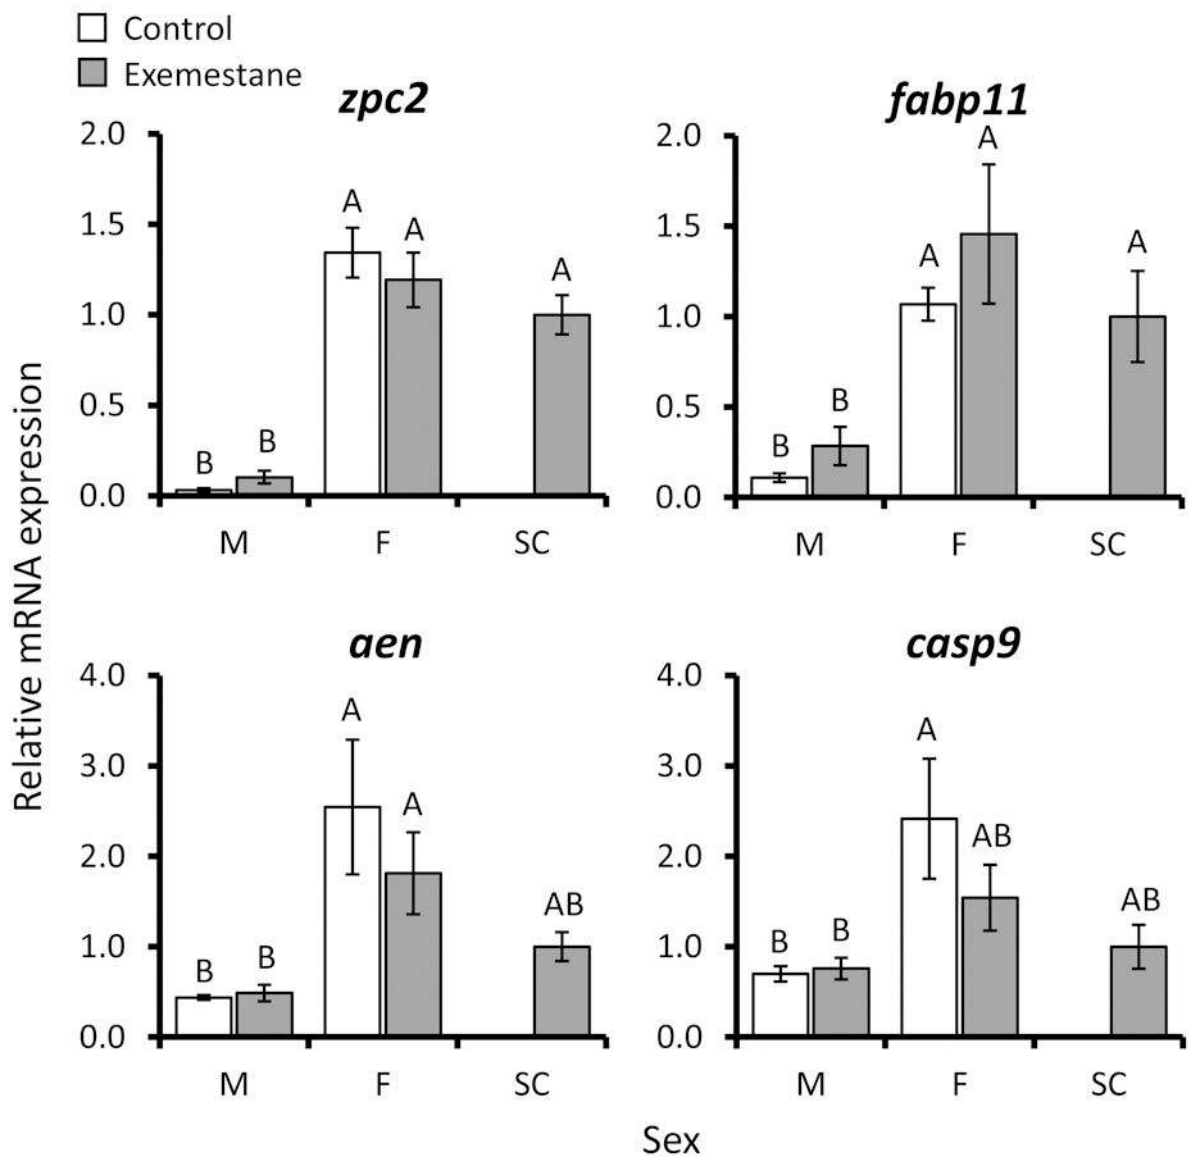 Control
Exemestane
zpc2
2.0
1.5
1.0
0.5
0.0
A
A
A
B
B
M
F
SC
fabp11
2.0
1.5
1.0
0.5
0.0
A
A
A
B
B
M
F
SC
Relative mRNA expression
aen
4.0
3.0
2.0
1.0
0.0
A
A
AB
B
B
M
F
SC
casp9
4.0
3.0
2.0
1.0
0.0
A
AB
AB
B
B
M
F
SC
Sex